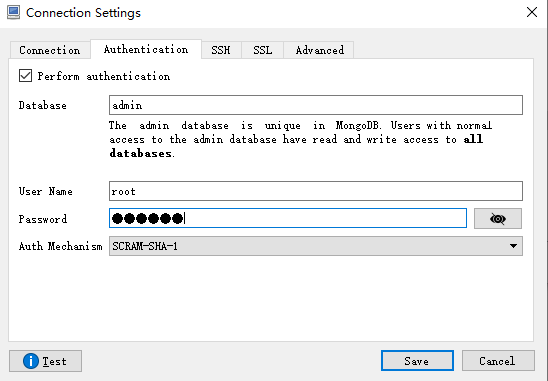 Connection Settings
Connection Authentication SSH SSL Advanced
Perform authentication
Database admin
The admin database is unique in MongoDB. Users with normal
access to the admin database have read and write access to all
databases.
User Name root
Password ●●●●●●
Auth Mechanism SCRAM-SHA-1
Test Save Cancel